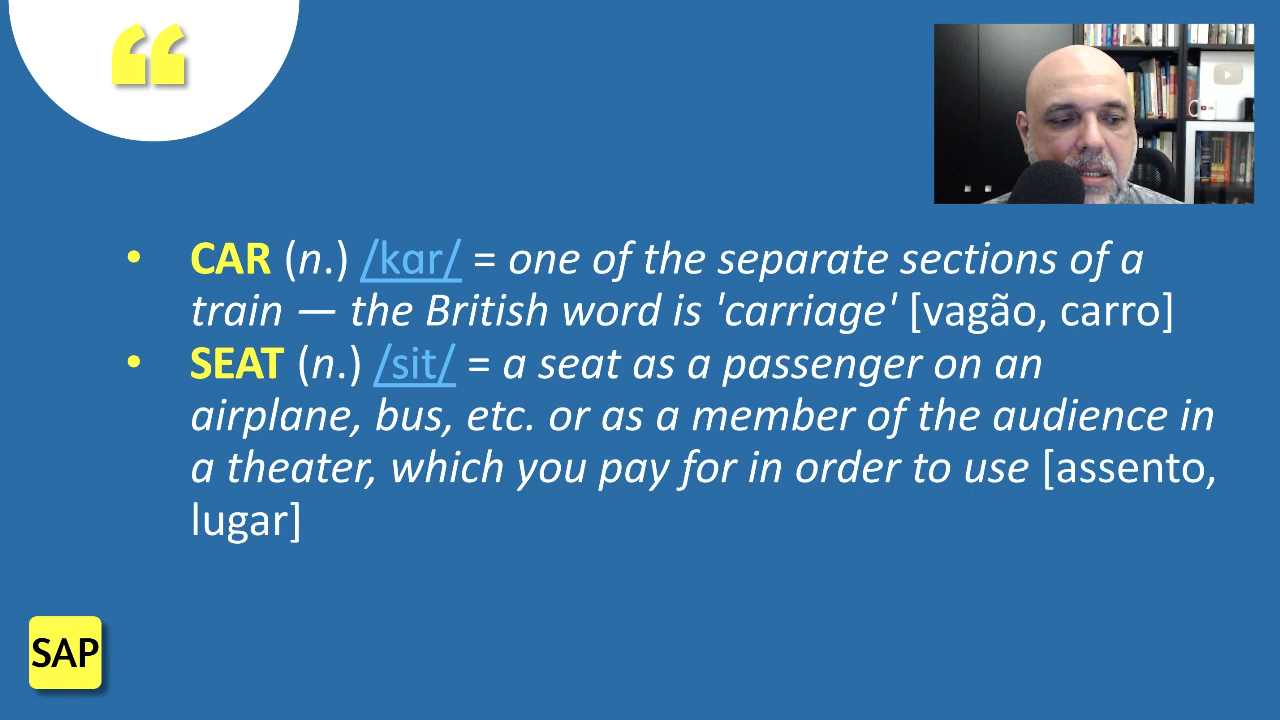 • CAR (n.) /kɑr/ = one of the separate sections of a
train — the British word is 'carriage' [vagão, carro]
• SEAT (n.) /sit/ = a seat as a passenger on an
airplane, bus, etc. or as a member of the audience in
a theater, which you pay for in order to use [assento,
lugar]
SAP